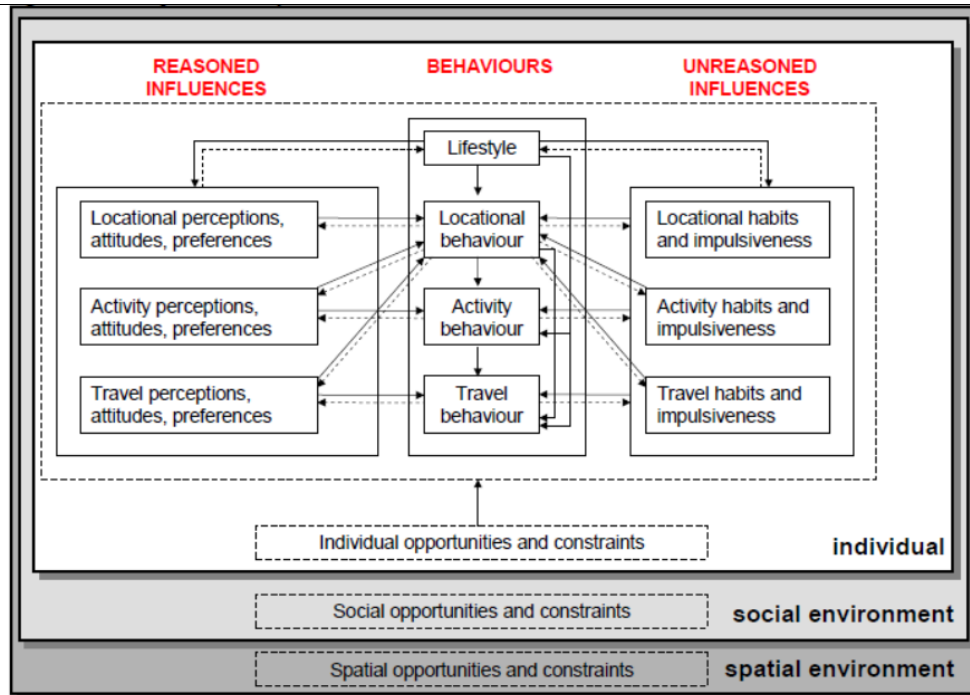 REASONED
INFLUENCES
BEHAVIOURS
UNREASONED
INFLUENCES
Lifestyle
Locational perceptions,
attitudes, preferences
Locational
behaviour
Locational habits
and impulsiveness
Activity perceptions,
attitudes, preferences
Activity
behaviour
Activity habits and
impulsiveness
Travel perceptions,
attitudes, preferences
Travel
behaviour
Travel habits and
impulsiveness
Individual opportunities and constraints
individual
Social opportunities and constraints
social environment
Spatial opportunities and constraints
spatial environment